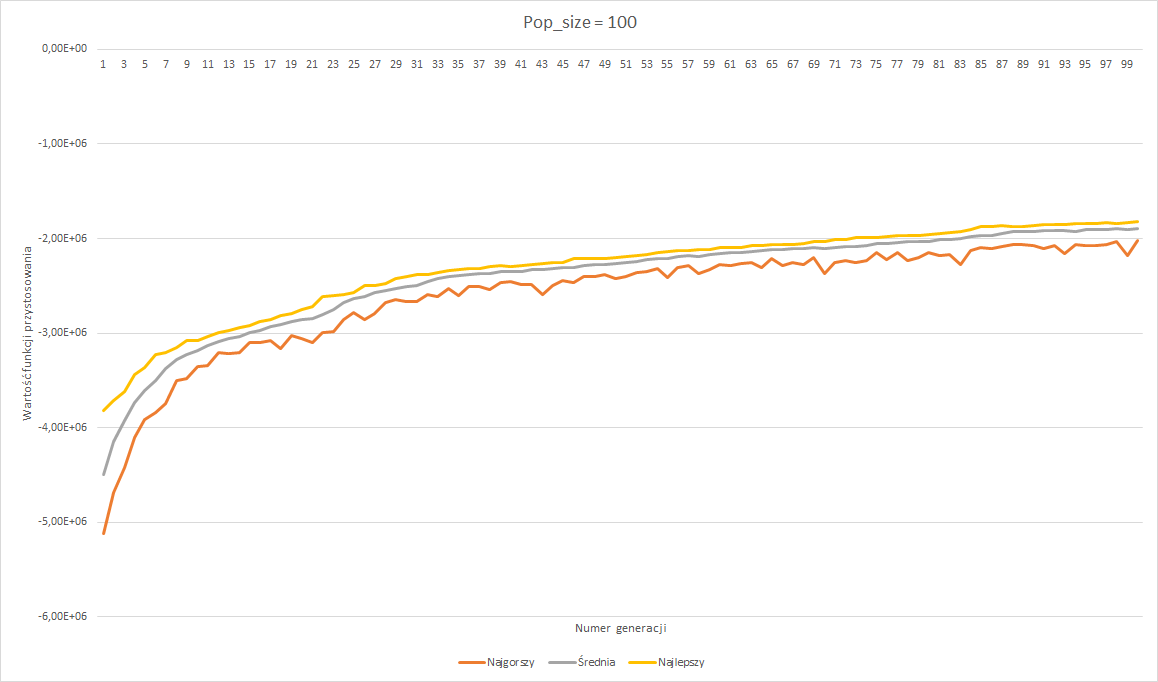 Pop_size = 100
0,00E+00
1 3 5 7 9 11 13 15 17 19 21 23 25 27 29 31 33 35 37 39 41 43 45 47 49 51 53 55 57 59 61 63 65 67 69 71 73 75 77 79 81 83 85 87 89 91 93 95 97 99
-1,00E+06
-2,00E+06
-3,00E+06
-4,00E+06
-5,00E+06
-6,00E+06
Wartość funkcji przystosowania
Numer generacji
Najgorszy Średnia Najlepszy